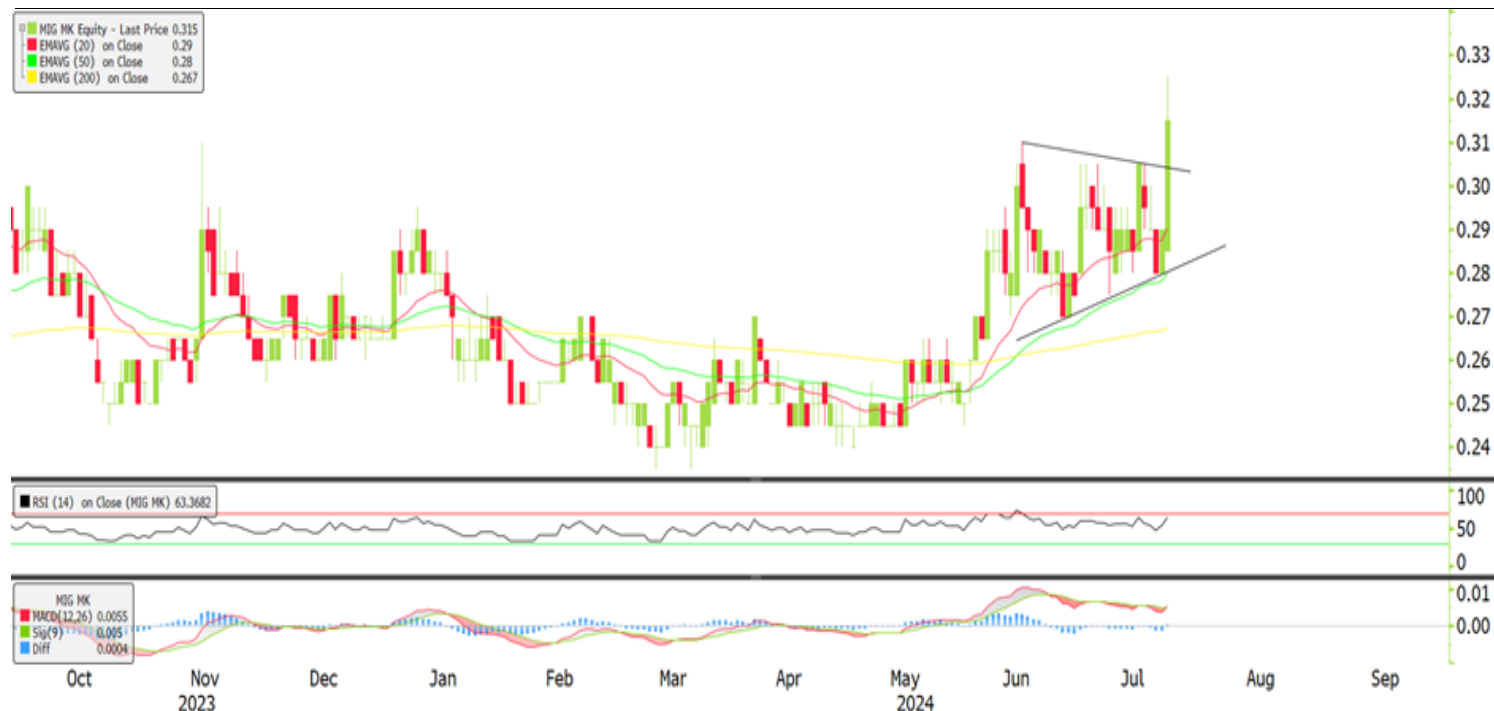 MIG MK Equity - Last Price 0.315
EMAVG (20) on Close 0.29
EMAVG (50) on Close 0.28
EMAVG (200) on Close 0.267
0.33
0.32
0.31
0.30
0.29
0.28
0.27
0.26
0.25
0.24
RSI (14) on Close (MIG MK) 63.3682
100
50
0
MIG MK
MACD(12,26) 0.0055
Sig(9) 0.005
Diff 0.0004
0.01
0.00
Oct Nov Dec Jan Feb Mar Apr May Jun Jul Aug Sep
2023 2024